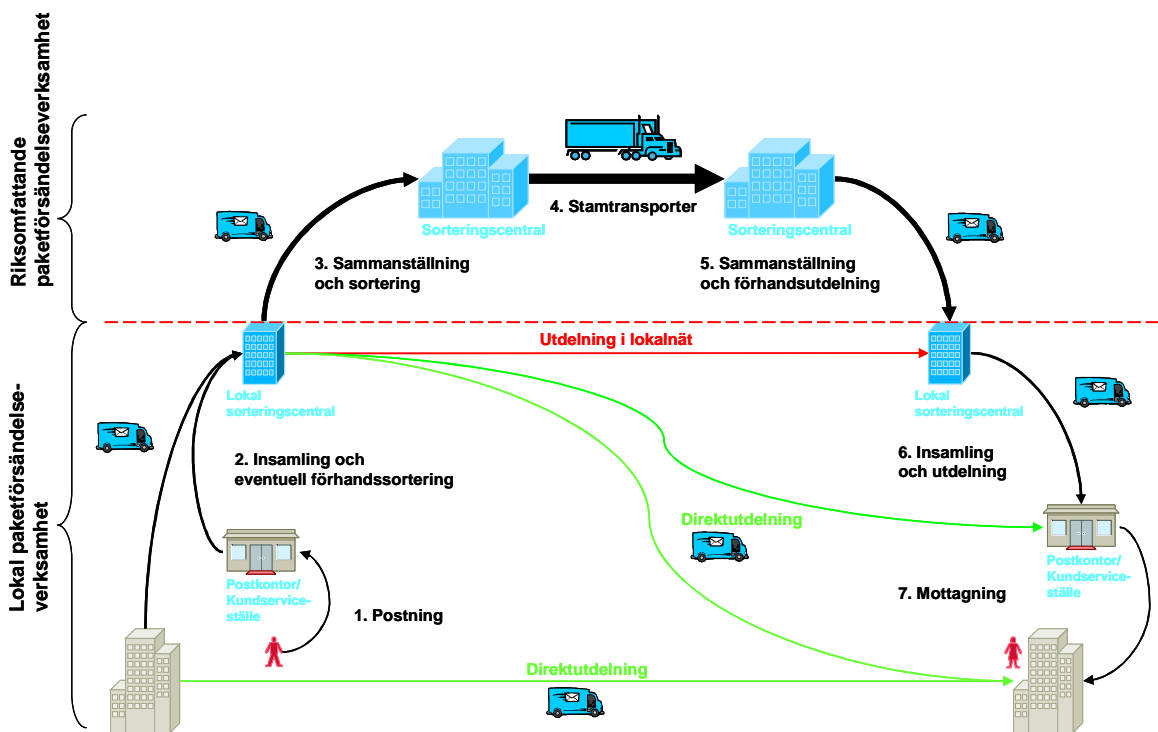 Riksomfattande
paketförsändelseverksamhet
4. Stamtransporter
Sorteringscentral
Sorteringscentral
3. Sammanställning
och sortering
5. Sammanställning
och förhandsutdelning
Lokal paketförsändelse-
verksamhet
Utdelning i lokalnät
Lokal
sorteringscentral
Lokal
sorteringscentral
2. Insamling och
eventuell förhandssortering
6. Insamling
och utdelning
Direktutdelning
Postkontor/
Kundservice-
ställe
Postkontor/
Kundservice-
ställe
1. Postning
7. Mottagning
Direktutdelning